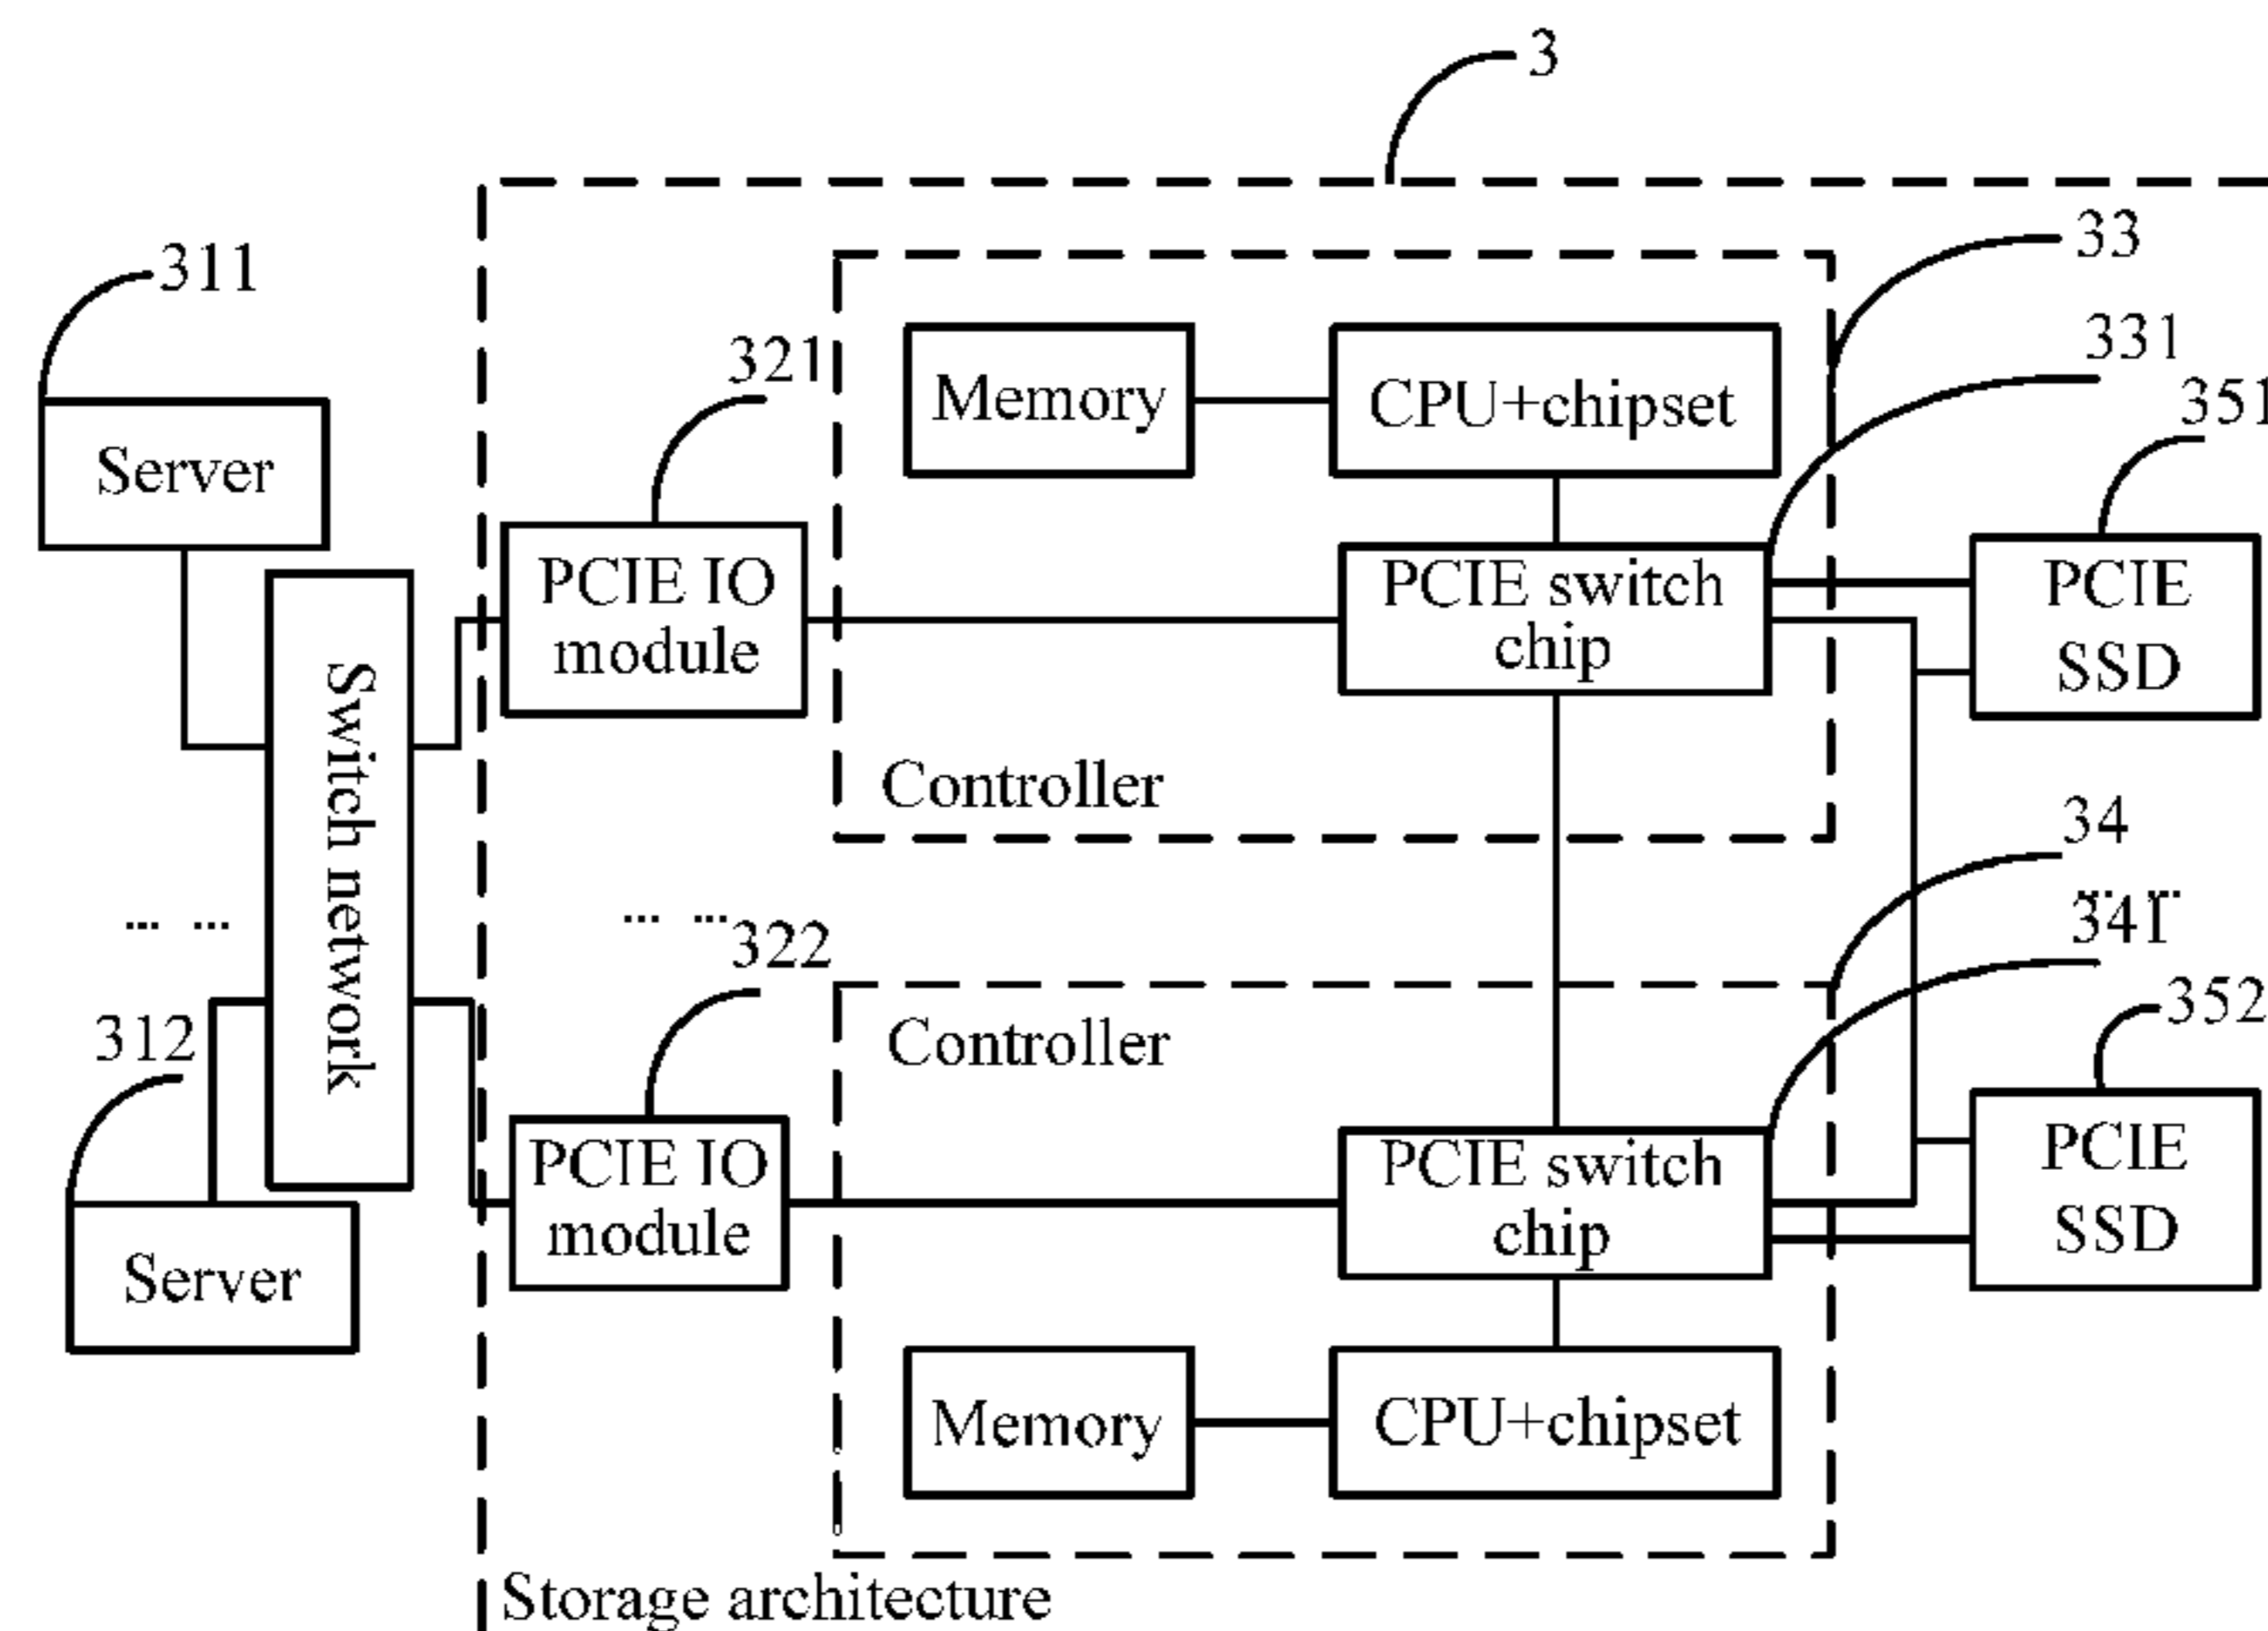 3
33
311
331
321
351
Memory
CPU+chipset
Server
PCIE IO
module
PCIE switch
chip
PCIE
SSD
Switch network
Controller
34
... ...
... ...
... ...
341
322
352
312
Controller
PCIE IO
module
PCIE switch
chip
PCIE
SSD
Server
Memory
CPU+chipset
Storage architecture